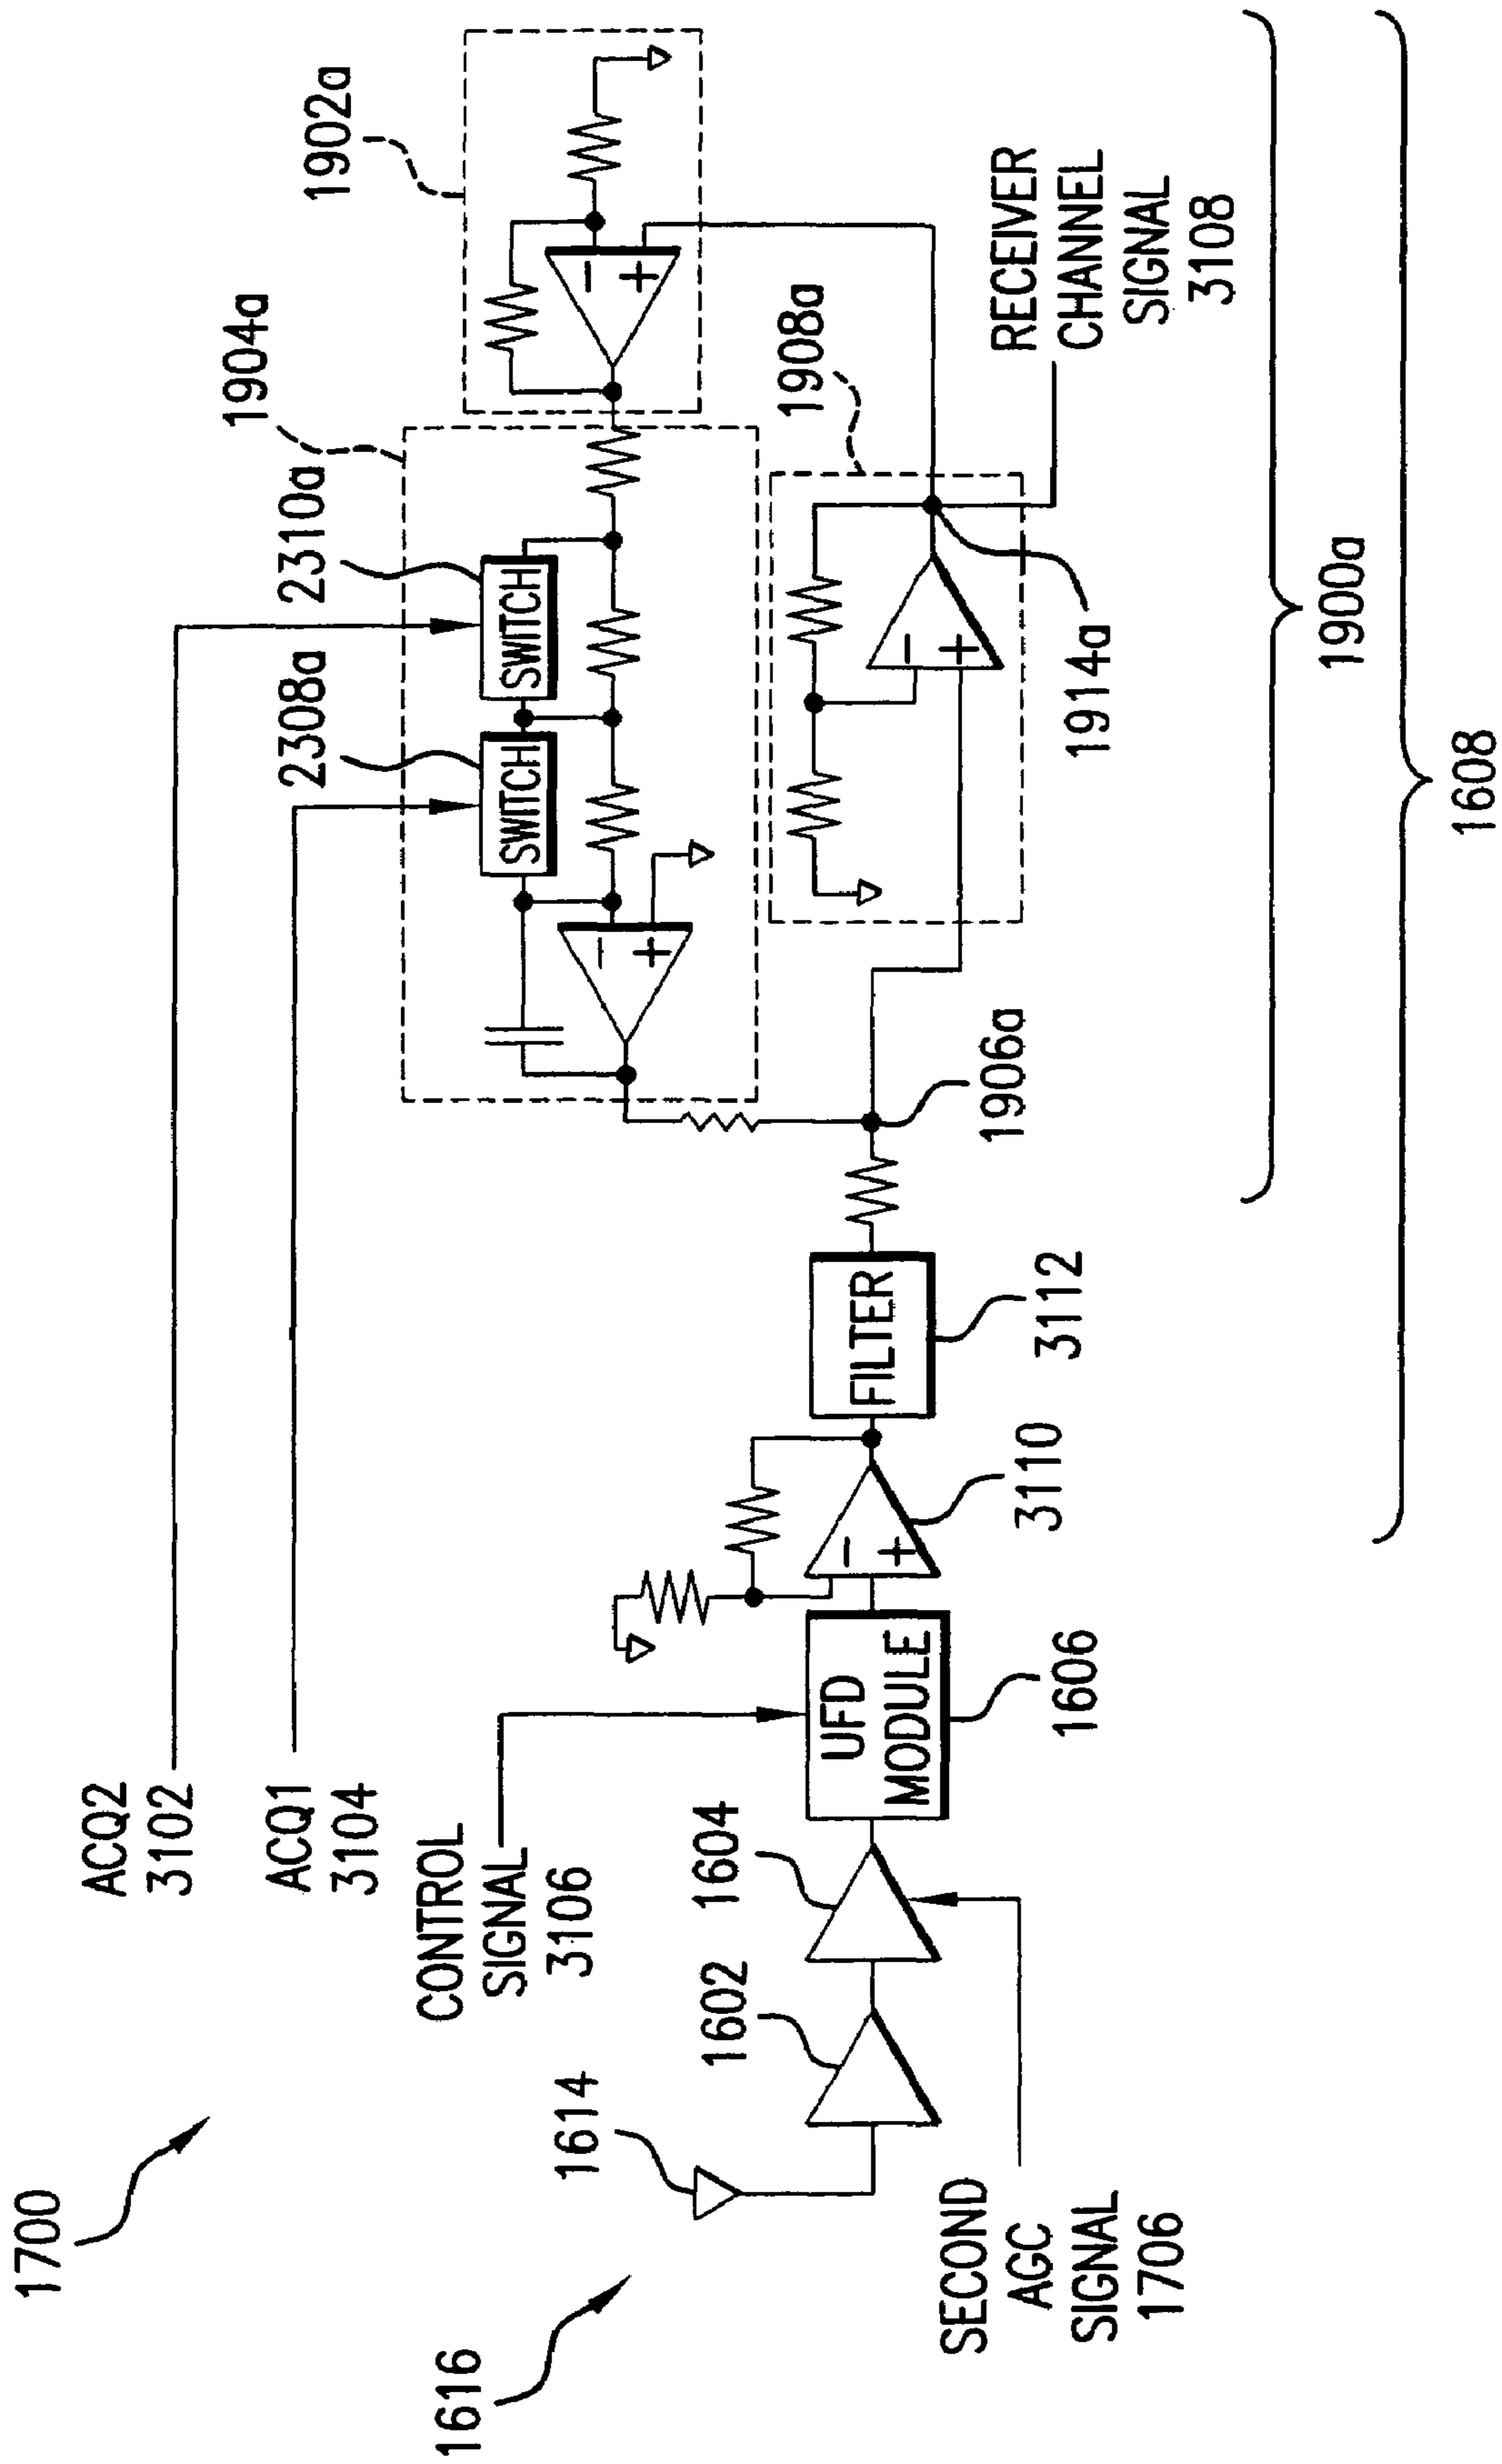 1700
1616
ACQ2
3102
ACQ1
3104
CONTROL
SIGNAL
3106
1614
1602
1604
SECOND
AGC
SIGNAL
1706
UFD
MODULE
1606
-
+
3110
FILTER
3112
1906a
1904a
2308a
2310a
SWITCH
SWITCH
-
+
1902a
-
+
1908a
-
+
1914a
RECEIVER
CHANNEL
SIGNAL
3108
1900a
1608